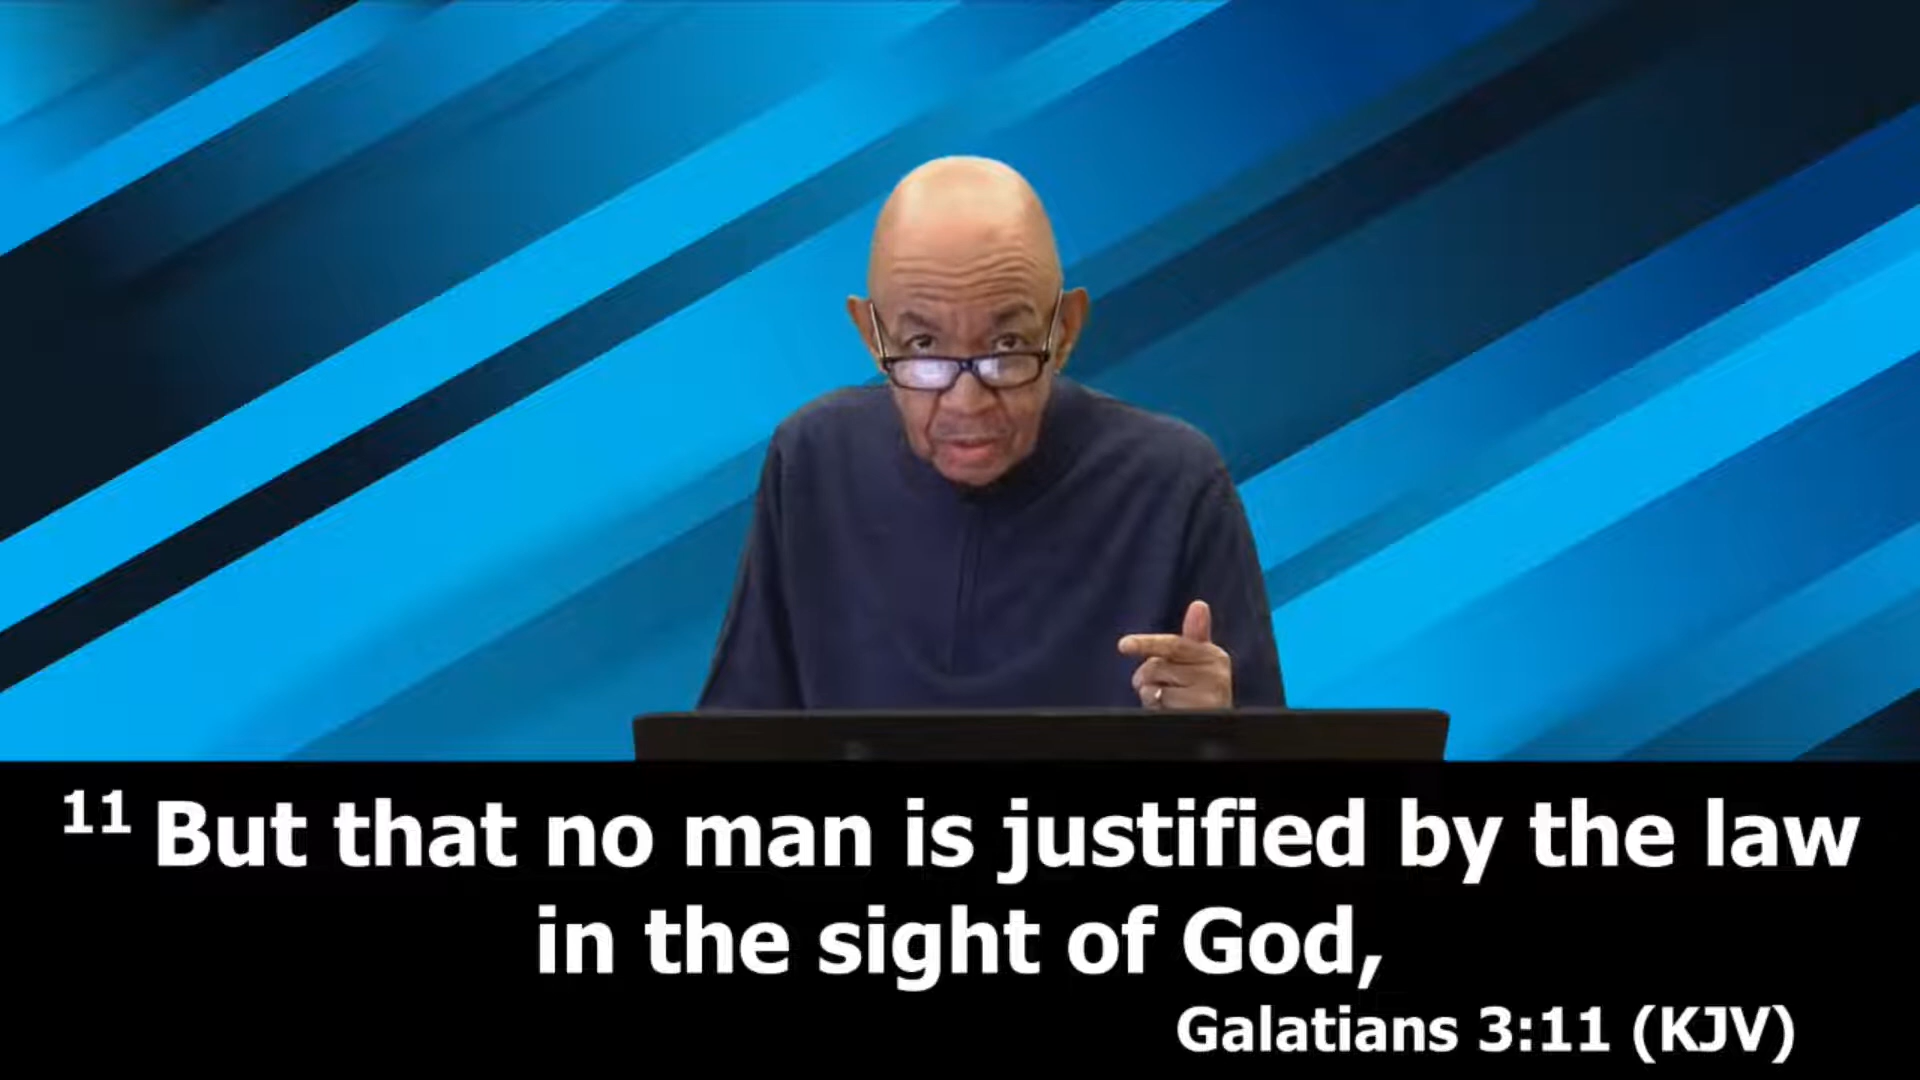 11 But that no man is justified by the law
in the sight of God,
Galatians 3:11 (KJV)